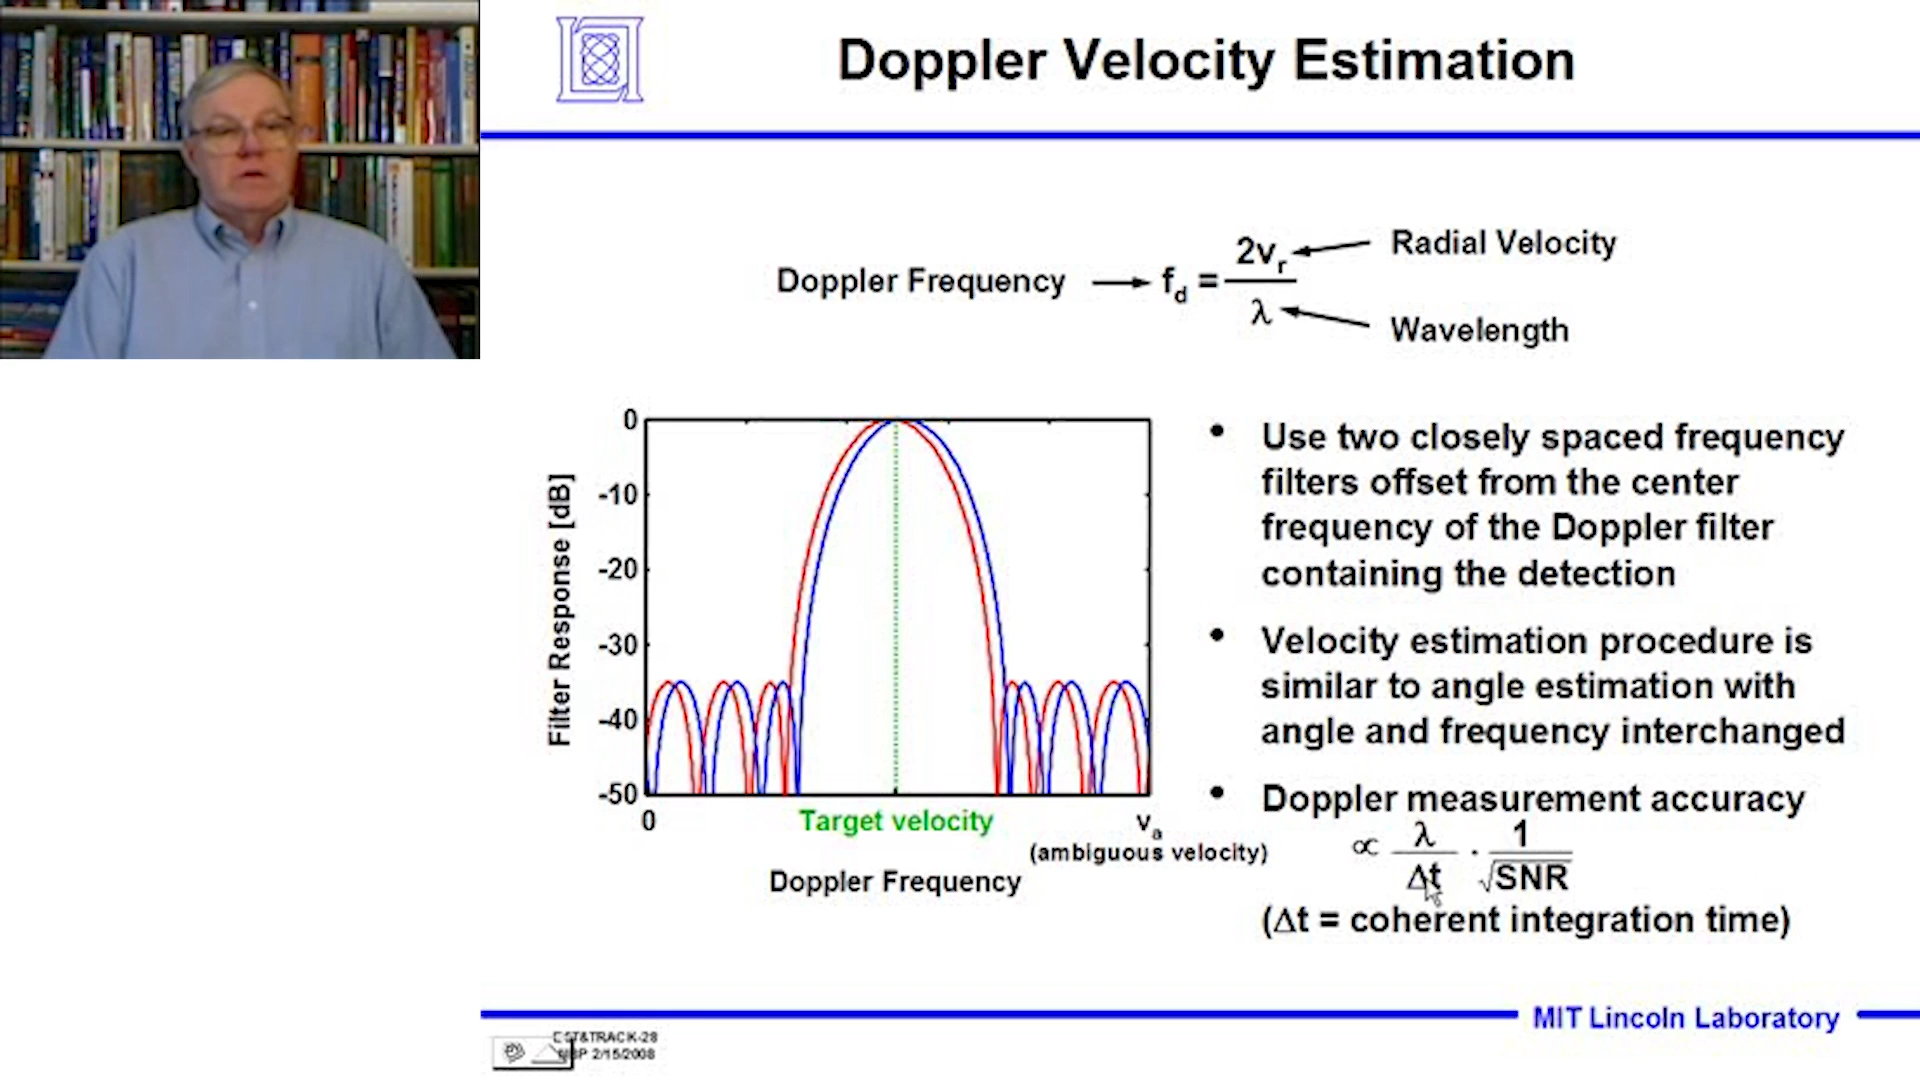 Doppler Velocity Estimation
Radial Velocity
Doppler Frequency → f_d = 2v_r / λ
Wavelength
0
-10
-20
-30
-40
-50
Filter Response [dB]
0
Target velocity
v_a
(ambiguous velocity)
Doppler Frequency
• Use two closely spaced frequency
filters offset from the center
frequency of the Doppler filter
containing the detection
• Velocity estimation procedure is
similar to angle estimation with
angle and frequency interchanged
• Doppler measurement accuracy
∝ λ/Δt · 1/√SNR
(Δt = coherent integration time)
MIT Lincoln Laboratory
EST&TRACK-28
2/15/2008